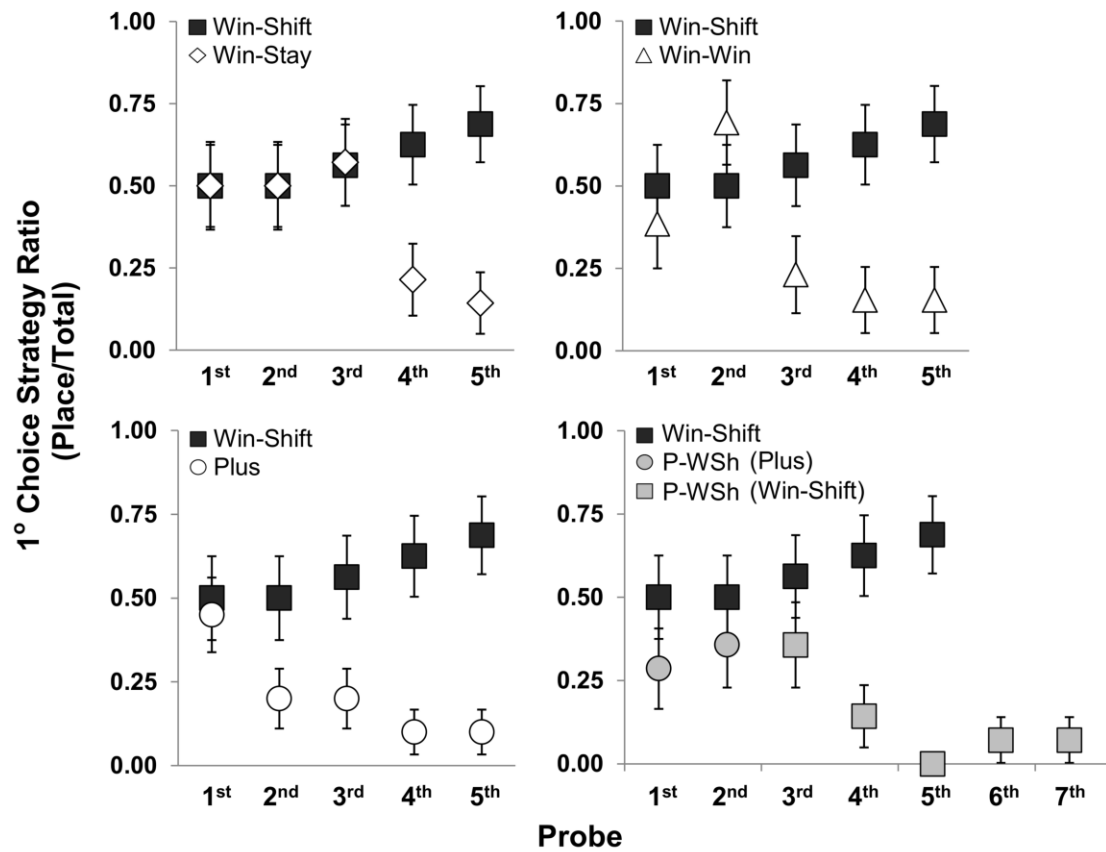 1° Choice Strategy Ratio
(Place/Total)
1.00
0.75
0.50
0.25
0.00
Win-Shift
Win-Stay
1st 2nd 3rd 4th 5th
1.00
0.75
0.50
0.25
0.00
Win-Shift
Win-Win
1st 2nd 3rd 4th 5th
1.00
0.75
0.50
0.25
0.00
Win-Shift
Plus
1st 2nd 3rd 4th 5th
1.00
0.75
0.50
0.25
0.00
Win-Shift
P-WSh (Plus)
P-WSh (Win-Shift)
1st 2nd 3rd 4th 5th 6th 7th
Probe